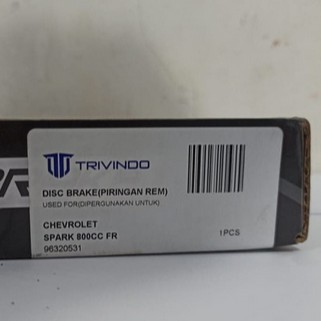 TRIVINDO
DISC BRAKE(PIRINGAN REM)
USED FOR(DIPERGUNAKAN UNTUK)
CHEVROLET
SPARK 800CC FR
1PCS
96320531